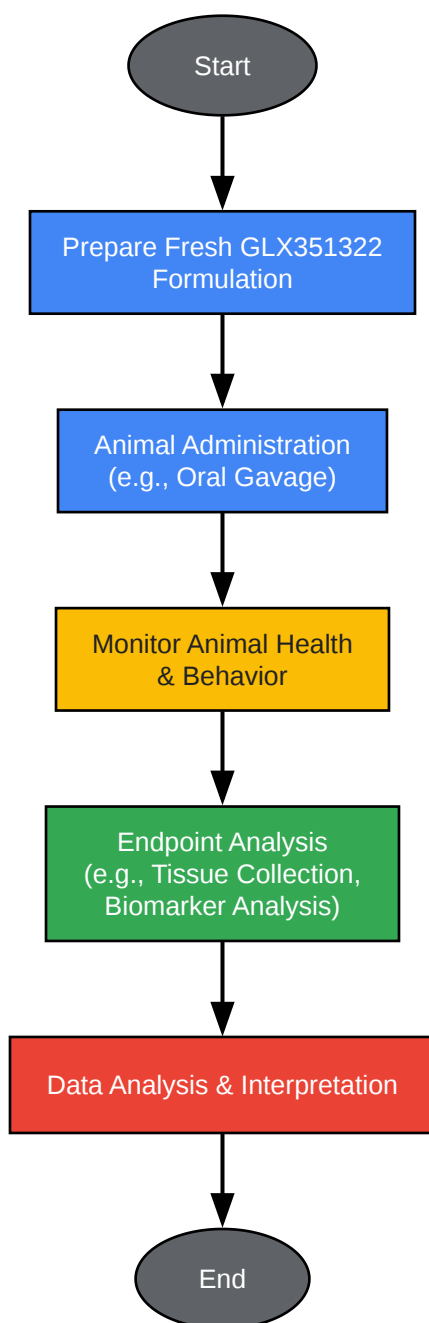 Start
Prepare Fresh GLX351322
Formulation
Animal Administration
(e.g., Oral Gavage)
Monitor Animal Health
& Behavior
Endpoint Analysis
(e.g., Tissue Collection,
Biomarker Analysis)
Data Analysis & Interpretation
End